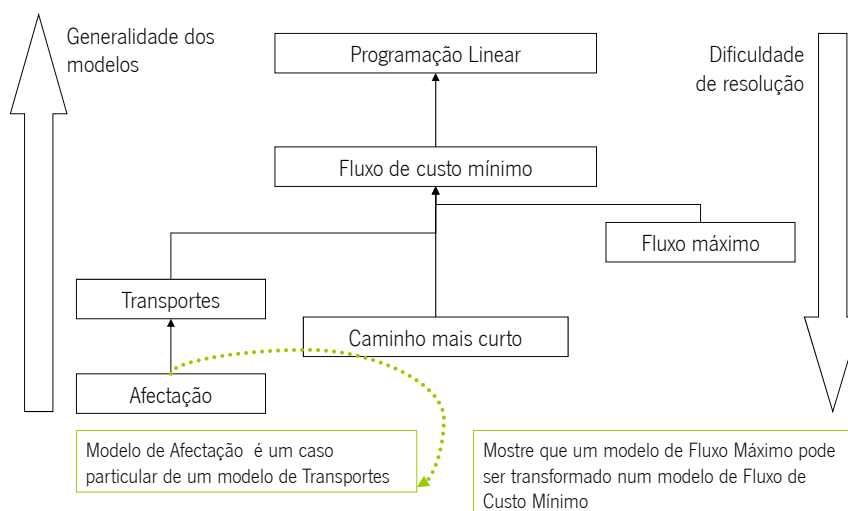 Generalidade dos
modelos
Programação Linear
Dificuldade
de resolução
Fluxo de custo mínimo
Fluxo máximo
Transportes
Caminho mais curto
Afectação
Modelo de Afectação é um caso
particular de um modelo de Transportes
Mostre que um modelo de Fluxo Máximo pode
ser transformado num modelo de Fluxo de
Custo Mínimo